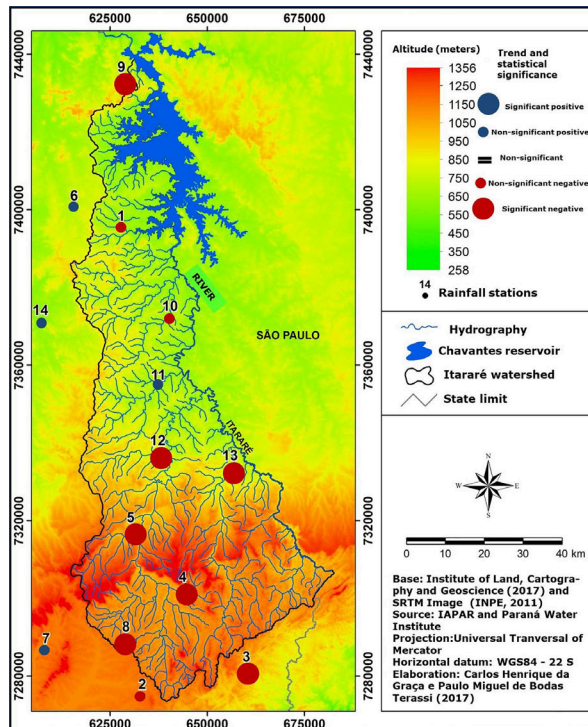 625000 650000 675000
7440000
7400000
7360000
7320000
7280000
9
6
1
14
10
RIVER
SÃO PAULO
11
ITARARÉ
12
13
5
4
8
7
3
2
7440000
7400000
7360000
7320000
7280000
625000 650000 675000
Altitude (meters)
1356
1150
1050
950
850
750
650
600
550
450
350
258
Trend and
statistical
significance
Significant positive
Non-significant positive
Non-significant
Non-significant negative
Significant negative
14
Rainfall stations
Hydrography
Chavantes reservoir
Itararé watershed
State limit
N
W E
S
0 10 20 30 40 km
Base: Institute of Land, Cartogra-
phy and Geoscience (2017) and
SRTM Image (INPE, 2011)
Source: IAPAR and Paraná Water
Institute
Projection:Universal Tranversal of
Mercator
Horizontal datum: WGS84 - 22 S
Elaboration: Carlos Henrique da
Graça e Paulo Miguel de Bodas
Terassi (2017)